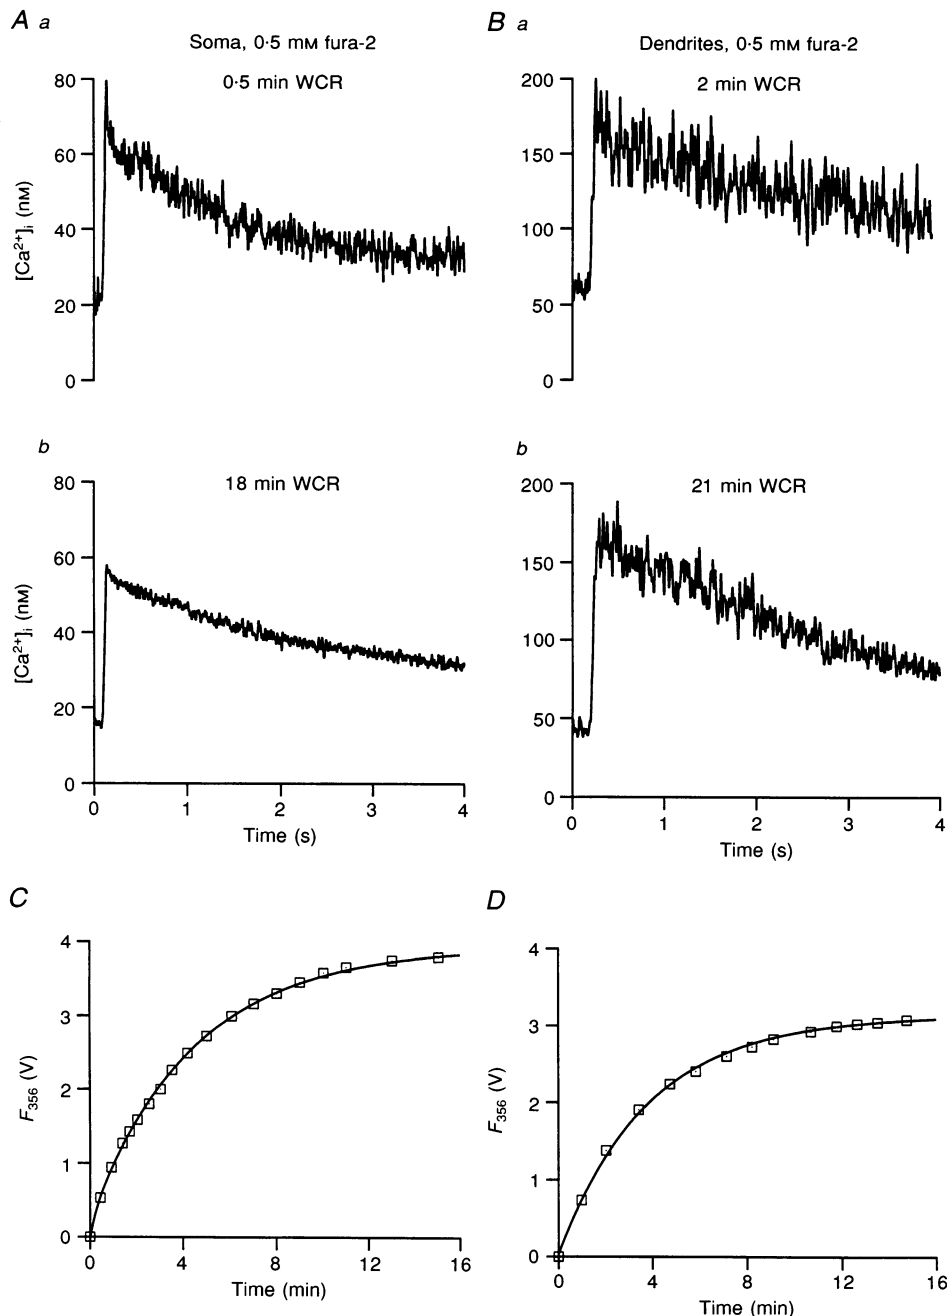 A a
Soma, 0·5 mM fura-2
0·5 min WCR
80
60
40
20
0
[Ca²⁺]ᵢ (nM)
B a
Dendrites, 0·5 mM fura-2
2 min WCR
200
150
100
50
0
b
18 min WCR
80
60
40
20
0
[Ca²⁺]ᵢ (nM)
0 1 2 3 4
Time (s)
b
21 min WCR
200
150
100
50
0
0 1 2 3 4
Time (s)
C
4
3
2
1
0
F₃₅₆ (V)
0 4 8 12 16
Time (min)
D
4
3
2
1
0
F₃₅₆ (V)
0 4 8 12 16
Time (min)